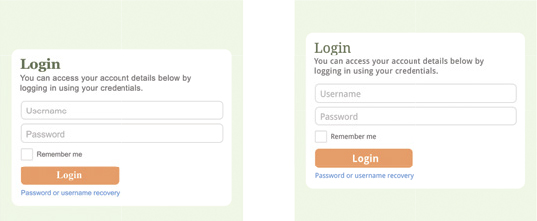 Login
You can access your account details below by
logging in using your credentials.
Username
Password
Remember me
Login
Password or username recovery
Login
You can access your account details below by
logging in using your credentials.
Username
Password
Remember me
Login
Password or username recovery